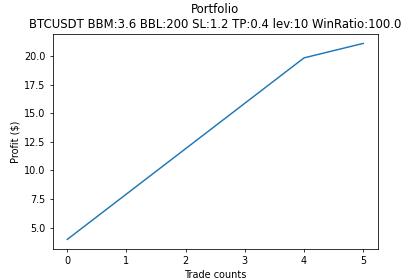 Portfolio
BTCUSDT BBM:3.6 BBL:200 SL:1.2 TP:0.4 lev:10 WinRatio:100.0
Profit ($)
20.0
17.5
15.0
12.5
10.0
7.5
5.0
0 1 2 3 4 5
Trade counts